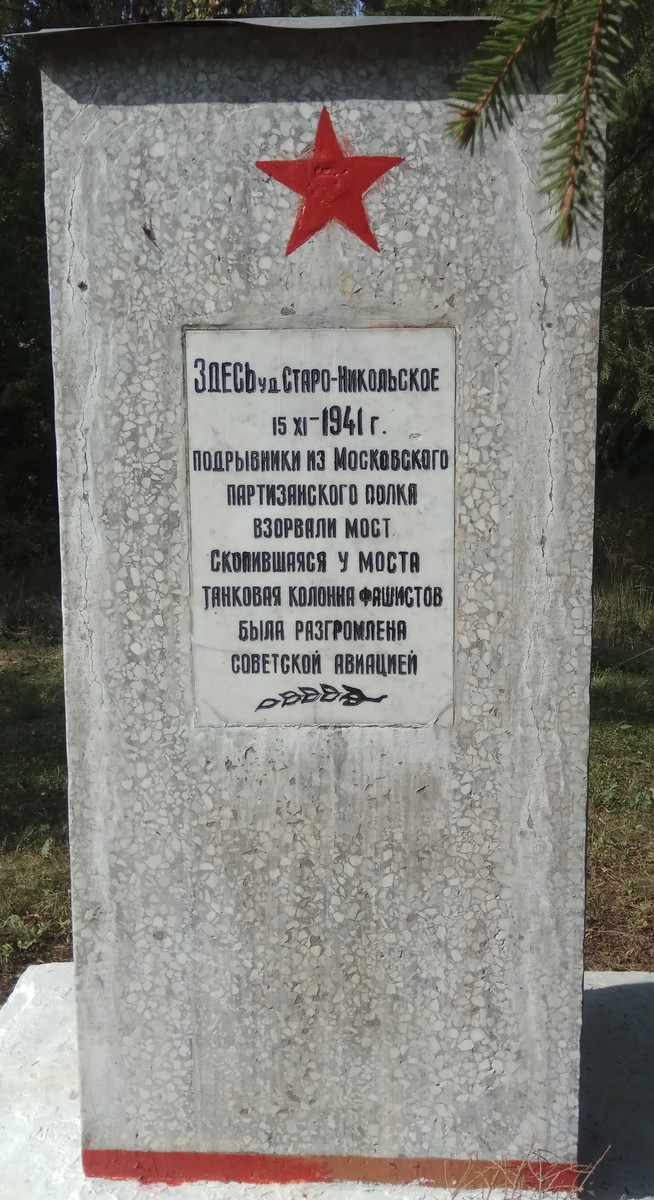 ЗДЕСЬ у д. СТАРО-НИКОЛЬСКОЕ
15 XI-1941 г.
ПОДРЫВНИКИ ИЗ МОСКОВСКОГО
ПАРТИЗАНСКОГО ПОЛКА
ВЗОРВАЛИ МОСТ
СКОПИВШАЯСЯ У МОСТА
ТАНКОВАЯ КОЛОННА ФАШИСТОВ
БЫЛА РАЗГРОМЛЕНА
СОВЕТСКОЙ АВИАЦИЕЙ